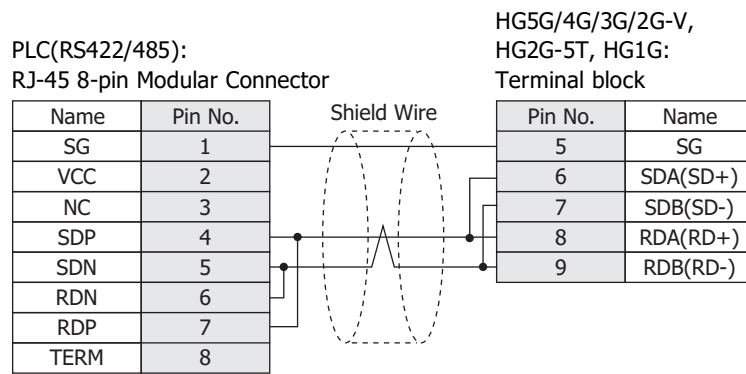 HG5G/4G/3G/2G-V,
PLC(RS422/485): HG2G-5T, HG1G:
RJ-45 8-pin Modular Connector Terminal block
Name Pin No. Shield Wire Pin No. Name
SG 1 5 SG
VCC 2 6 SDA(SD+)
NC 3 7 SDB(SD-)
SDP 4 8 RDA(RD+)
SDN 5 9 RDB(RD-)
RDN 6
RDP 7
TERM 8